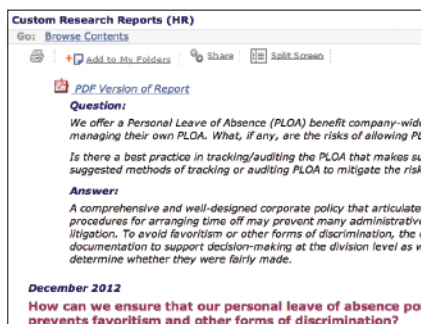 Custom Research Reports (HR)
Go: Browse Contents
Add to My Folders Share Split Screen
PDF Version of Report
Question:
We offer a Personal Leave of Absence (PLOA) benefit company-wide
managing their own PLOA. What, if any, are the risks of allowing PL
Is there a best practice in tracking/auditing the PLOA that makes su
suggested methods of tracking or auditing PLOA to mitigate the risk
Answer:
A comprehensive and well-designed corporate policy that articulate
procedures for arranging time off may prevent many administrative
litigation. To avoid favoritism or other forms of discrimination, the
documentation to support decision-making at the division level as w
determine whether they were fairly made.
December 2012
How can we ensure that our personal leave of absence pol
prevents favoritism and other forms of discrimination?